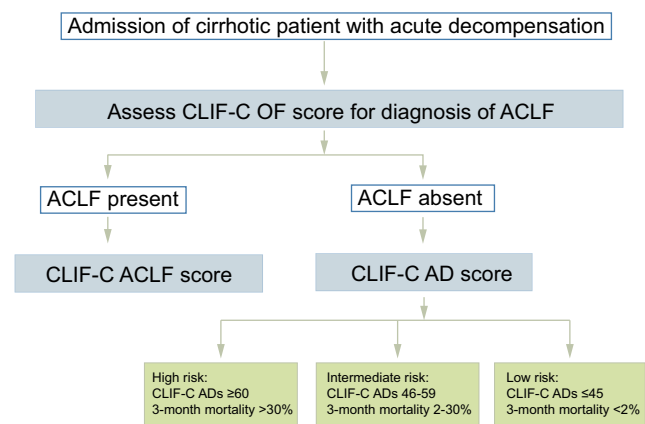 Admission of cirrhotic patient with acute decompensation
Assess CLIF-C OF score for diagnosis of ACLF
ACLF present
ACLF absent
CLIF-C ACLF score
CLIF-C AD score
High risk:
CLIF-C ADs ≥60
3-month mortality >30%
Intermediate risk:
CLIF-C ADs 46-59
3-month mortality 2-30%
Low risk:
CLIF-C ADs ≤45
3-month mortality <2%